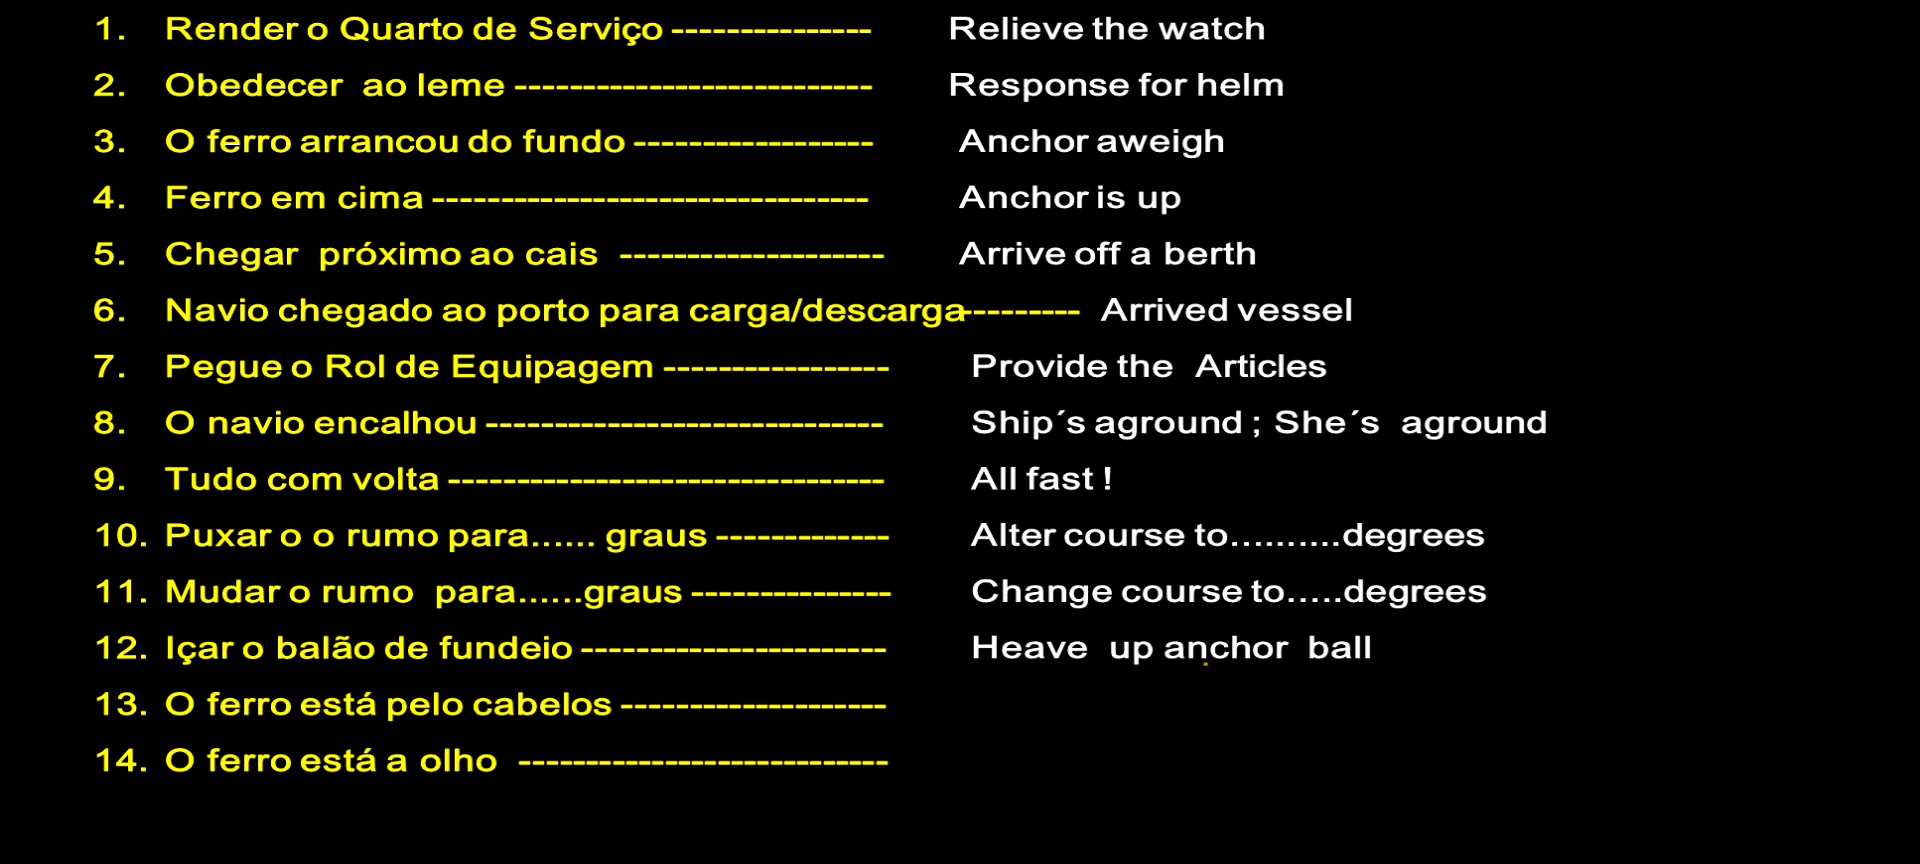 1. Render o Quarto de Serviço --------------- Relieve the watch
2. Obedecer ao leme --------------------------- Response for helm
3. O ferro arrancou do fundo ------------------ Anchor aweigh
4. Ferro em cima --------------------------------- Anchor is up
5. Chegar próximo ao cais -------------------- Arrive off a berth
6. Navio chegado ao porto para carga/descarga--------- Arrived vessel
7. Pegue o Rol de Equipagem ----------------- Provide the Articles
8. O navio encalhou ------------------------------ Ship´s aground ; She´s aground
9. Tudo com volta --------------------------------- All fast !
10. Puxar o o rumo para...... graus ------------- Alter course to..........degrees
11. Mudar o rumo para......graus --------------- Change course to.....degrees
12. Içar o balão de fundeio ----------------------- Heave up anchor ball
13. O ferro está pelo cabelos --------------------
14. O ferro está a olho ----------------------------